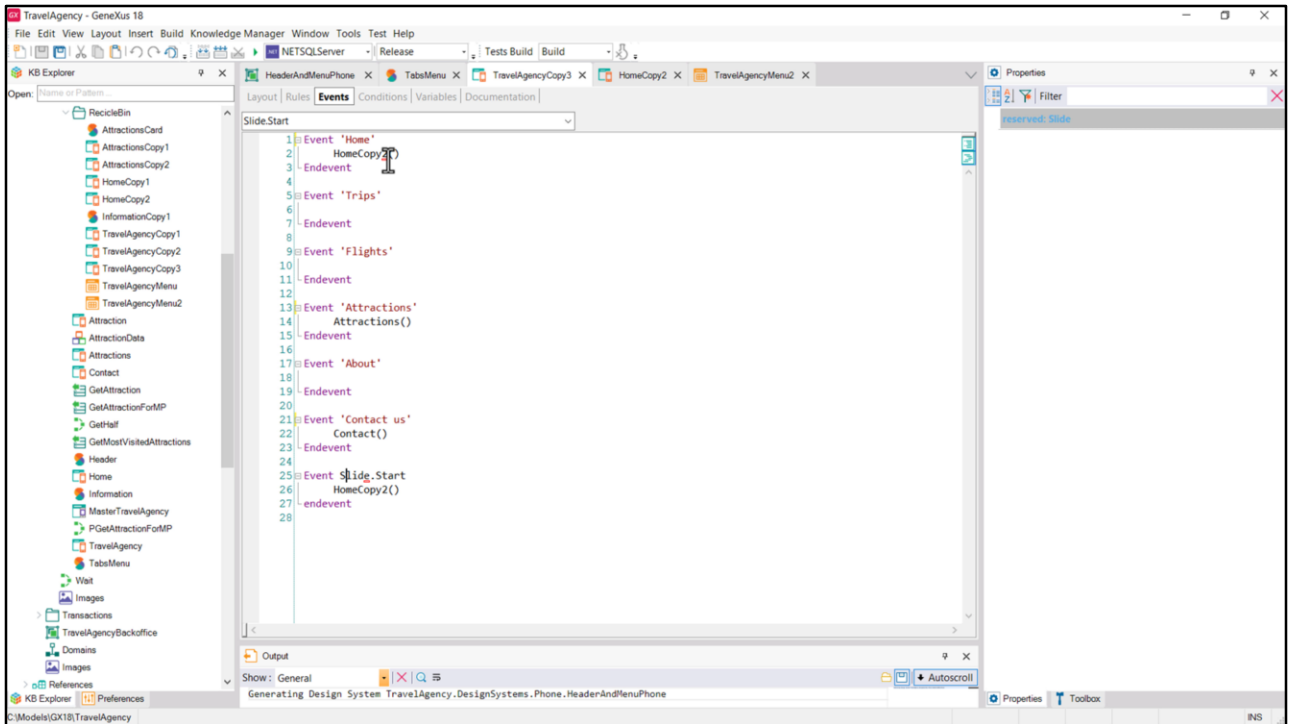 TravelAgency - GeneXus 18
File Edit View Layout Insert Build Knowledge Manager Window Tools Test Help
NETSQLServer Release Tests Build Build
KB Explorer
Open: Name or Pattern ...
RecicleBin
AttractionsCard
AttractionsCopy1
AttractionsCopy2
HomeCopy1
HomeCopy2
InformationCopy1
TravelAgencyCopy1
TravelAgencyCopy2
TravelAgencyCopy3
TravelAgencyMenu
TravelAgencyMenu2
Attraction
AttractionData
Attractions
Contact
GetAttraction
GetAttractionForMP
GetHalf
GetMostVisitedAttractions
Header
Home
Information
MasterTravelAgency
PGetAttractionForMP
TravelAgency
TabsMenu
Wait
Images
Transactions
TravelAgencyBackoffice
Domains
Images
References
KB Explorer Preferences
HeaderAndMenuPhone TabsMenu TravelAgencyCopy3 HomeCopy2 TravelAgencyMenu2
Layout Rules Events Conditions Variables Documentation
Slide.Start
1 Event 'Home'
2 HomeCopy2()
3 Endevent
4
5 Event 'Trips'
6
7 Endevent
8
9 Event 'Flights'
10
11 Endevent
12
13 Event 'Attractions'
14 Attractions()
15 Endevent
16
17 Event 'About'
18
19 Endevent
20
21 Event 'Contact us'
22 Contact()
23 Endevent
24
25 Event Slide.Start
26 HomeCopy2()
27 endevent
28
Output
Show: General Autoscroll
Generating Design System TravelAgency.DesignSystems.Phone.HeaderAndMenuPhone
Properties
Filter
reserved: Slide
Properties Toolbox
C:\Models\GX18\TravelAgency INS